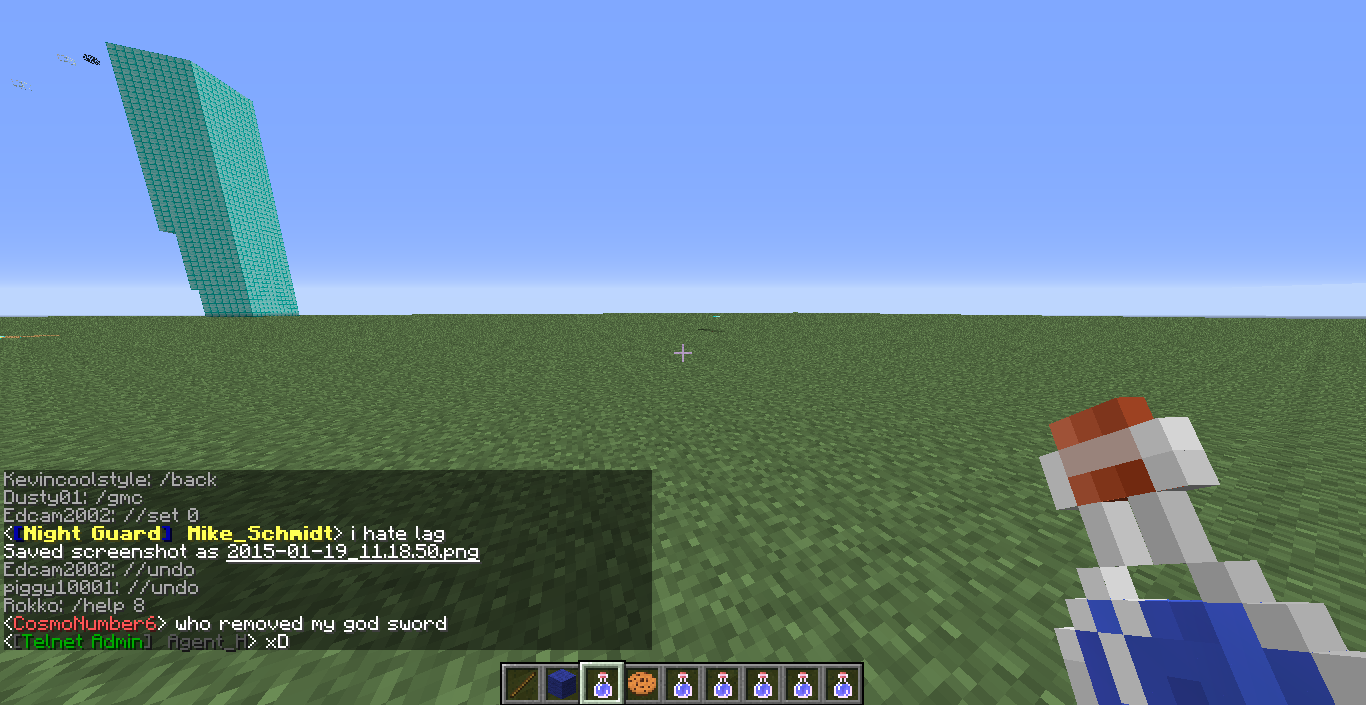 Kevincoolstyle: /back
Dusty01: /gmc
Edcam2002: //set 0
<[Night Guard] Mike_Schmidt> i hate lag
Saved screenshot as 2015-01-19_11.18.50.png
Edcam2002: //undo
piggy10001: //undo
Rokko: /help 8
<CosmoNumber6> who removed my god sword
<[Telnet Admin] Agent_H> xD